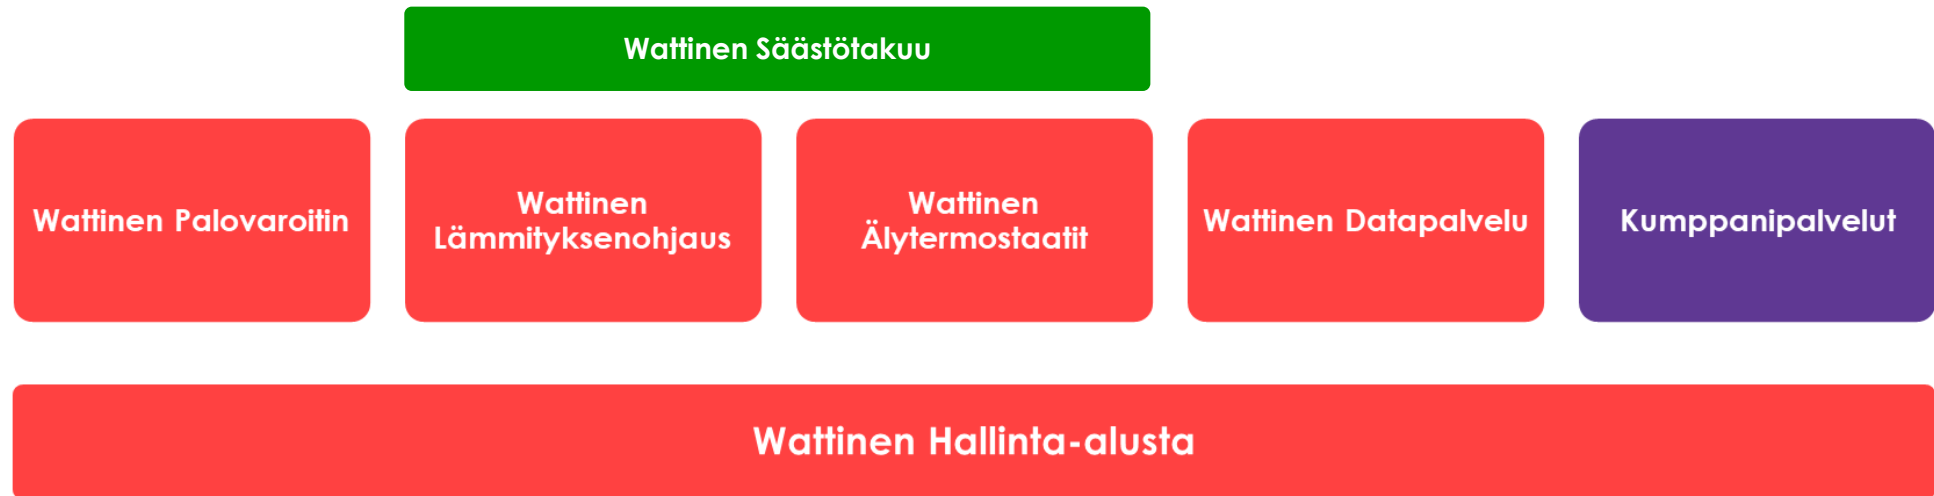 Wattinen Säästötakuu
Wattinen Palovaroitin
Wattinen
Lämmityksenohjaus
Wattinen
Älytermostaatit
Wattinen Datapalvelu
Kumppanipalvelut
Wattinen Hallinta-alusta